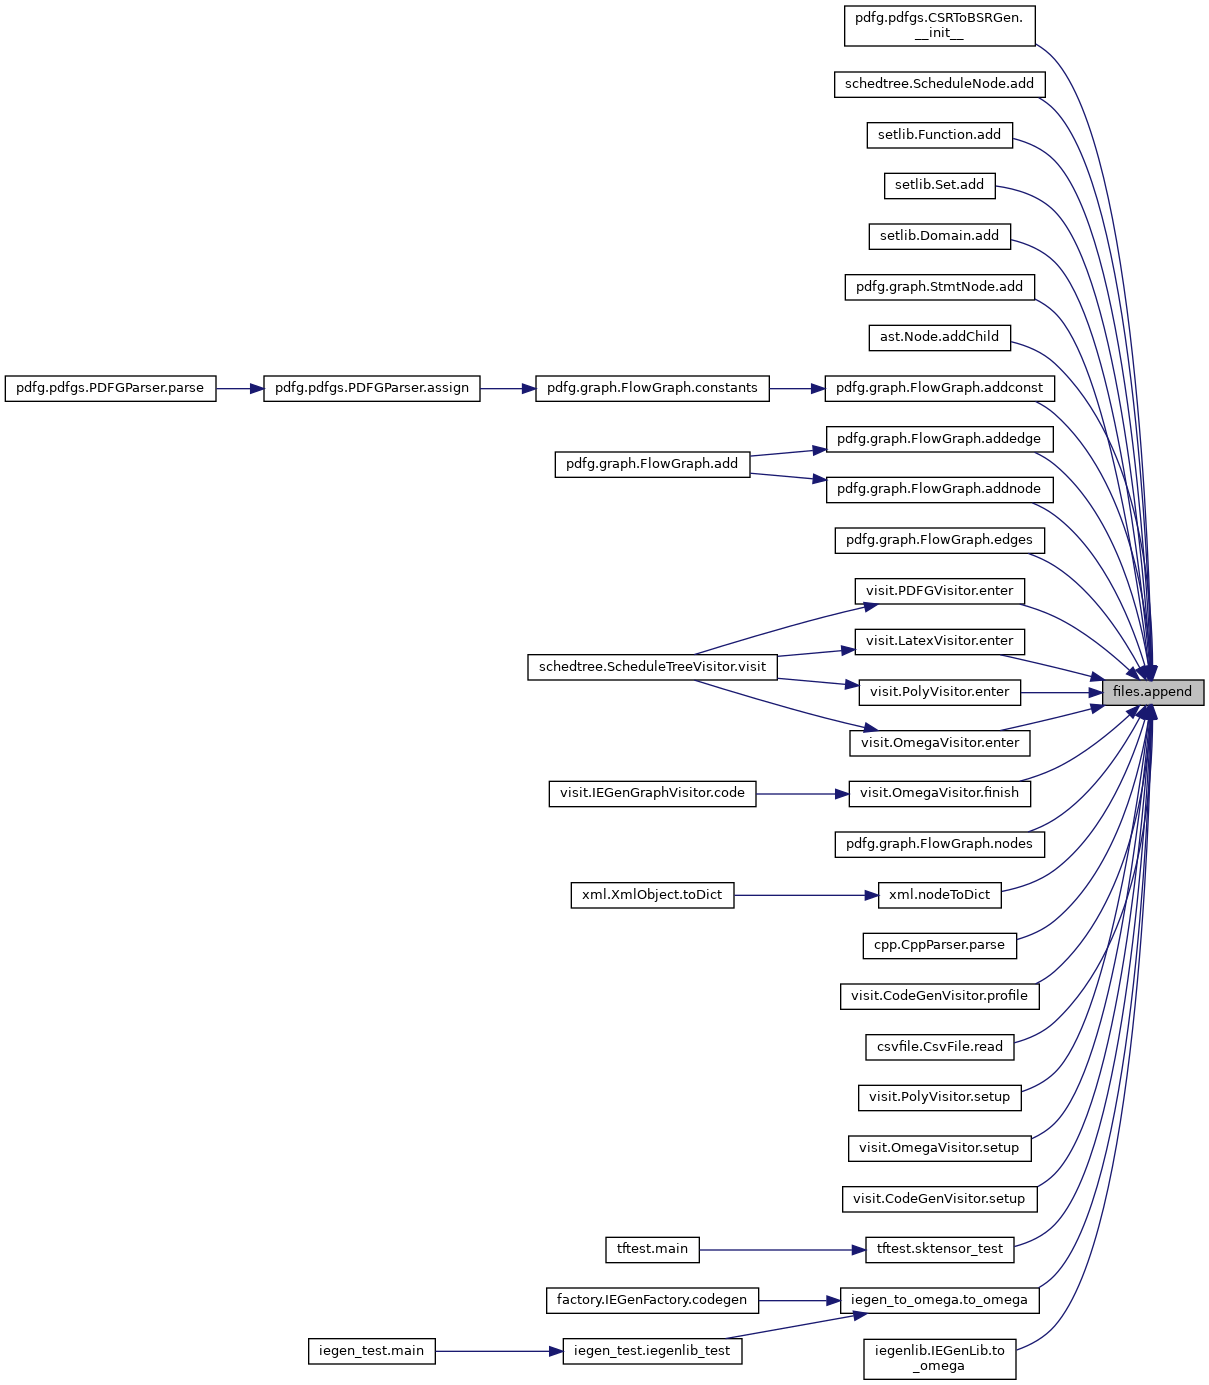 pdfg.pdfgs.CSRToBSRGen.
__init__
schedtree.ScheduleNode.add
setlib.Function.add
setlib.Set.add
setlib.Domain.add
pdfg.graph.StmtNode.add
ast.Node.addChild
pdfg.pdfgs.PDFGParser.parse
pdfg.pdfgs.PDFGParser.assign
pdfg.graph.FlowGraph.constants
pdfg.graph.FlowGraph.addconst
pdfg.graph.FlowGraph.addedge
pdfg.graph.FlowGraph.add
pdfg.graph.FlowGraph.addnode
pdfg.graph.FlowGraph.edges
visit.PDFGVisitor.enter
visit.LatexVisitor.enter
schedtree.ScheduleTreeVisitor.visit
visit.PolyVisitor.enter
files.append
visit.OmegaVisitor.enter
visit.IEGenGraphVisitor.code
visit.OmegaVisitor.finish
pdfg.graph.FlowGraph.nodes
xml.XmlObject.toDict
xml.nodeToDict
cpp.CppParser.parse
visit.CodeGenVisitor.profile
csvfile.CsvFile.read
visit.PolyVisitor.setup
visit.OmegaVisitor.setup
visit.CodeGenVisitor.setup
tftest.main
tftest.sktensor_test
factory.IEGenFactory.codegen
iegen_to_omega.to_omega
iegen_test.main
iegen_test.iegenlib_test
iegenlib.IEGenLib.to
_omega